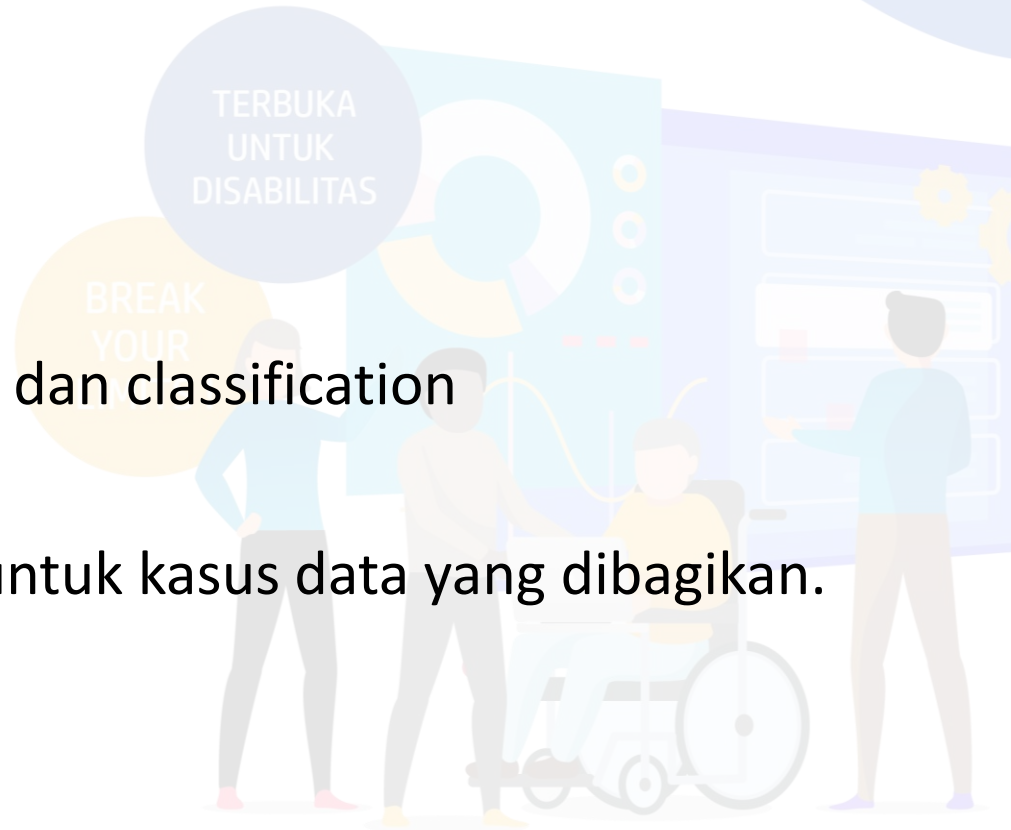 TERBUKA
UNTUK
DISABILITAS
BREAK
YOUR
dan classification
untuk kasus data yang dibagikan.